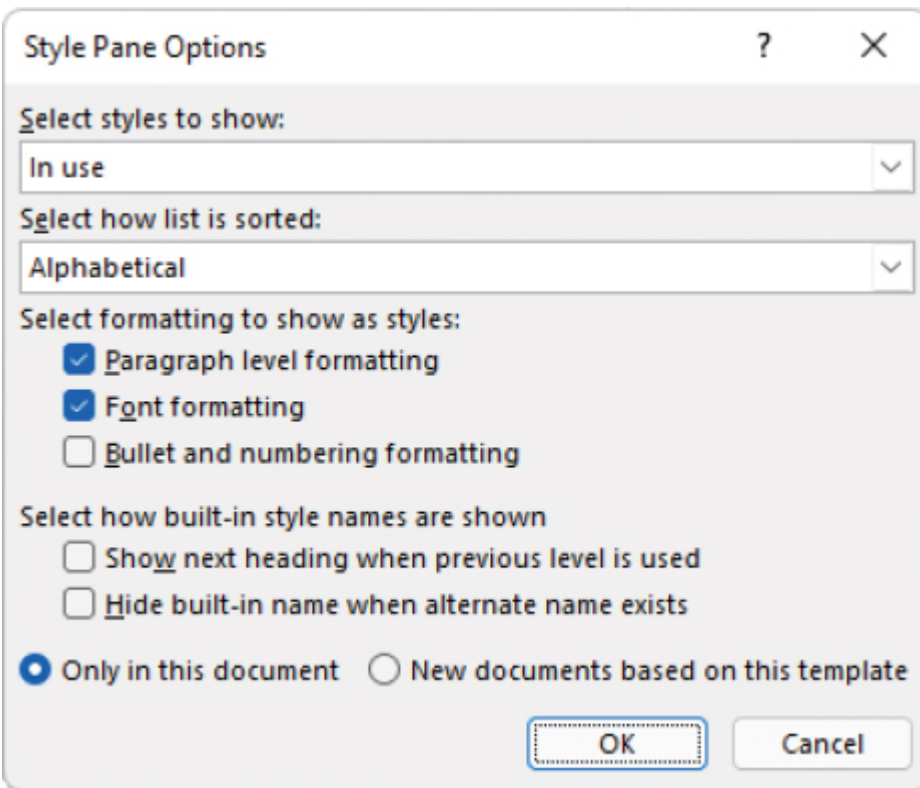 Style Pane Options ?
Select styles to show:
In use
Select how list is sorted:
Alphabetical
Select formatting to show as styles:
Paragraph level formatting
Font formatting
Bullet and numbering formatting
Select how built-in style names are shown
Show next heading when previous level is used
Hide built-in name when alternate name exists
Only in this document New documents based on this template
OK Cancel